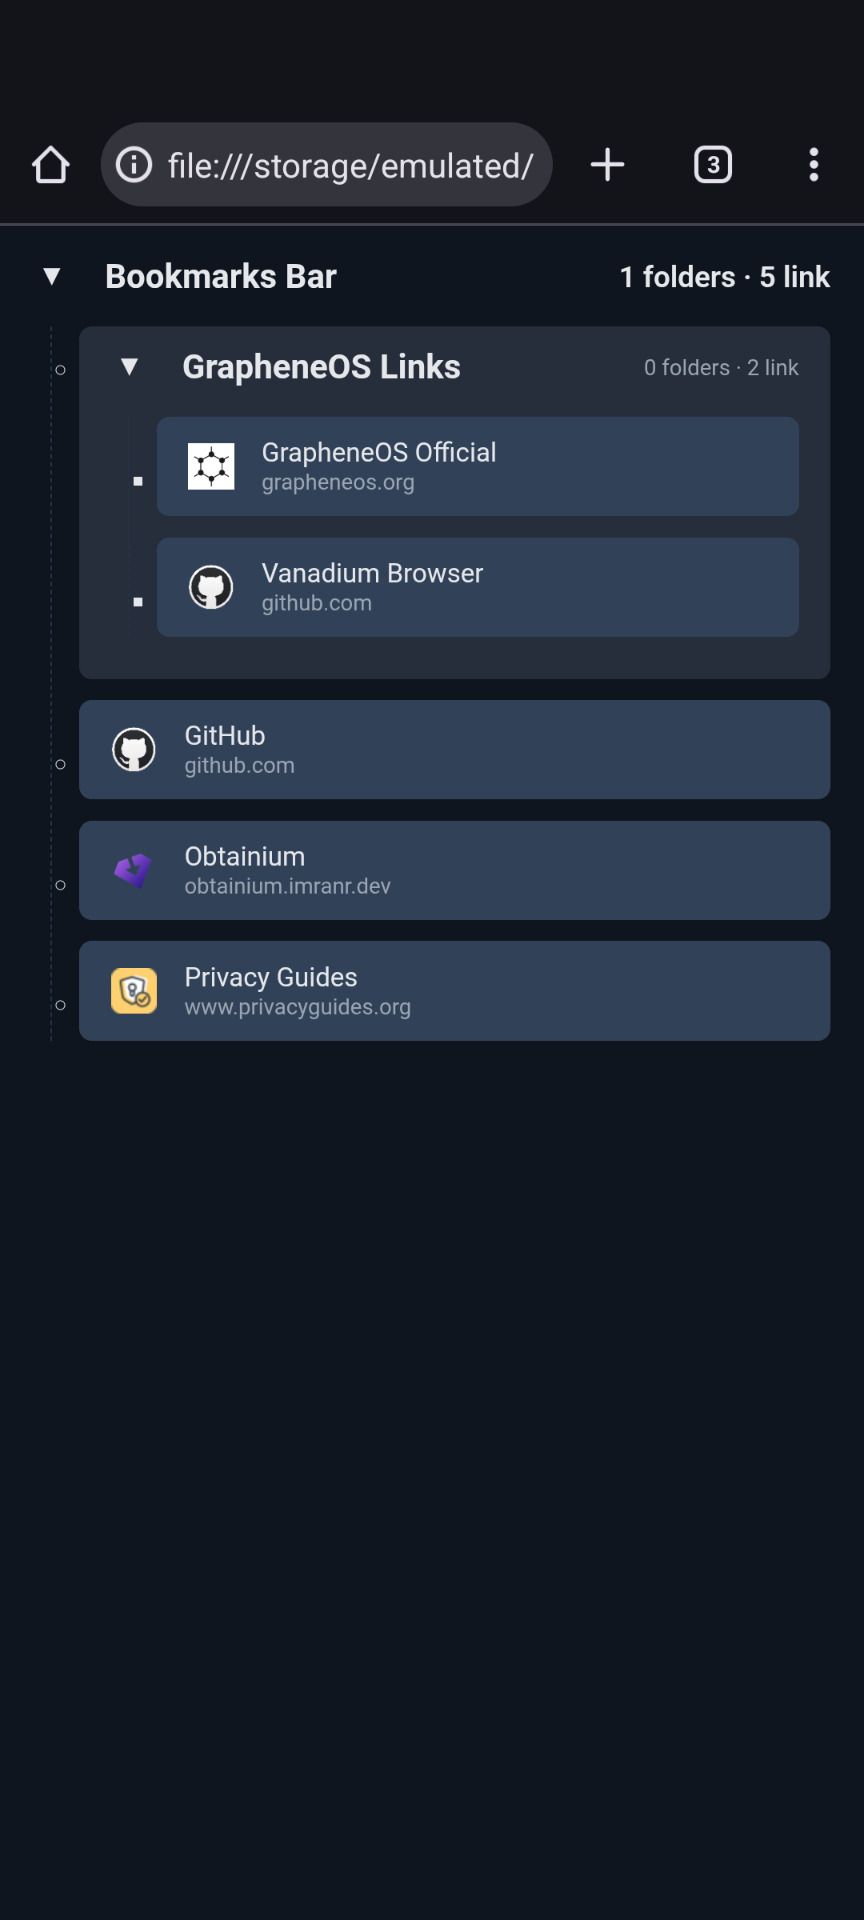 file:///storage/emulated/
3
Bookmarks Bar
1 folders · 5 link
GrapheneOS Links
0 folders · 2 link
GrapheneOS Official
grapheneos.org
Vanadium Browser
github.com
GitHub
github.com
Obtainium
obtainium.imranr.dev
Privacy Guides
www.privacyguides.org